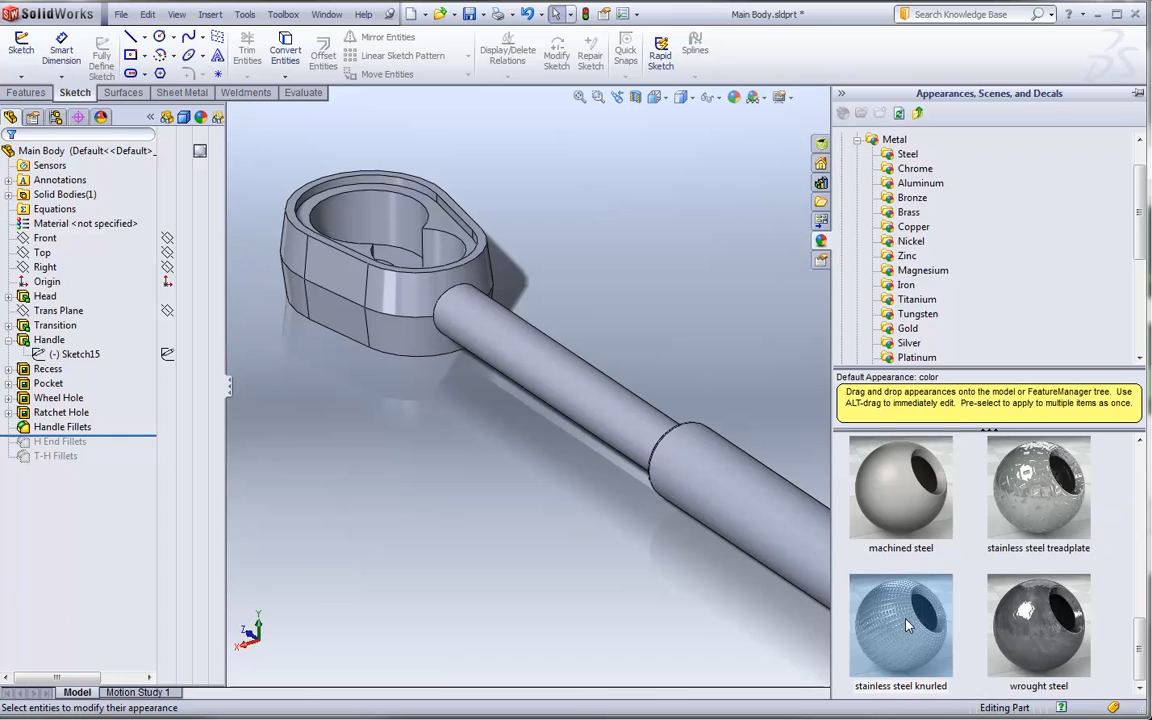 SolidWorks File Edit View Insert Tools Toolbox Window Help Main Body.sldprt * Search Knowledge Base
Sketch Smart Dimension Fully Define Sketch Trim Entities Convert Entities Offset Entities Mirror Entities Linear Sketch Pattern Move Entities Display/Delete Relations Modify Sketch Repair Sketch Quick Snaps Rapid Sketch Splines
Features Sketch Surfaces Sheet Metal Weldments Evaluate
Main Body (Default<<Default>_
Sensors
Annotations
Solid Bodies(1)
Equations
Material <not specified>
Front
Top
Right
Origin
Head
Trans Plane
Transition
Handle
(-) Sketch15
Recess
Pocket
Wheel Hole
Ratchet Hole
Handle Fillets
H End Fillets
T-H Fillets
Y
Z
X
Appearances, Scenes, and Decals
Metal
Steel
Chrome
Aluminum
Bronze
Brass
Copper
Nickel
Zinc
Magnesium
Iron
Titanium
Tungsten
Gold
Silver
Platinum
Default Appearance: color
Drag and drop appearances onto the model or FeatureManager tree. Use
ALT-drag to immediately edit. Pre-select to apply to multiple items as once.
machined steel stainless steel treadplate
stainless steel knurled wrought steel
Model Motion Study 1
Select entities to modify their appearance Editing Part